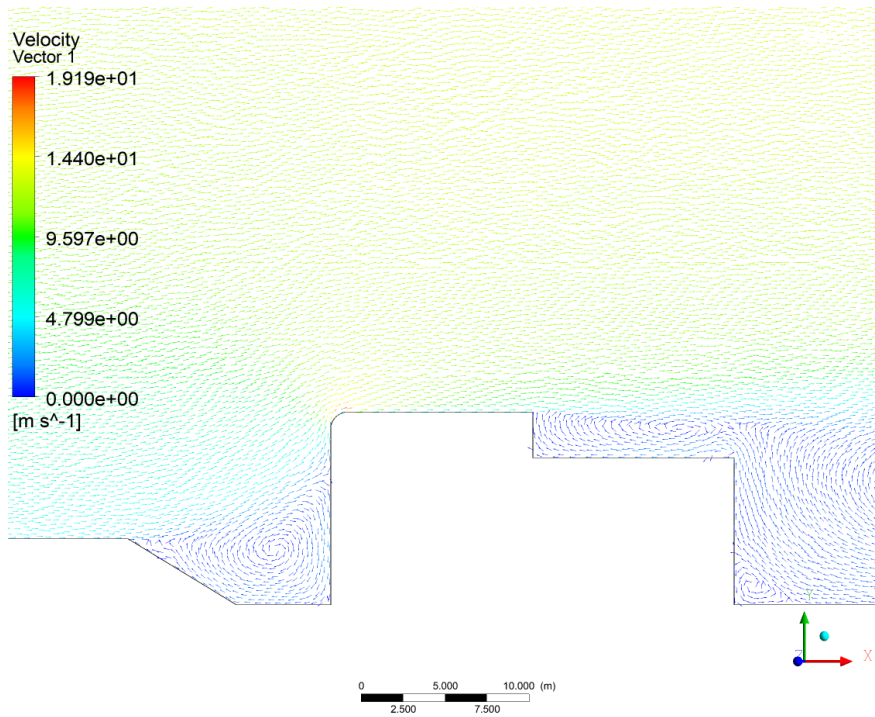 Velocity
Vector 1
1.919e+01
1.440e+01
9.597e+00
4.799e+00
0.000e+00
[m s^-1]
Y
Z
X
0 5.000 10.000 (m)
2.500 7.500